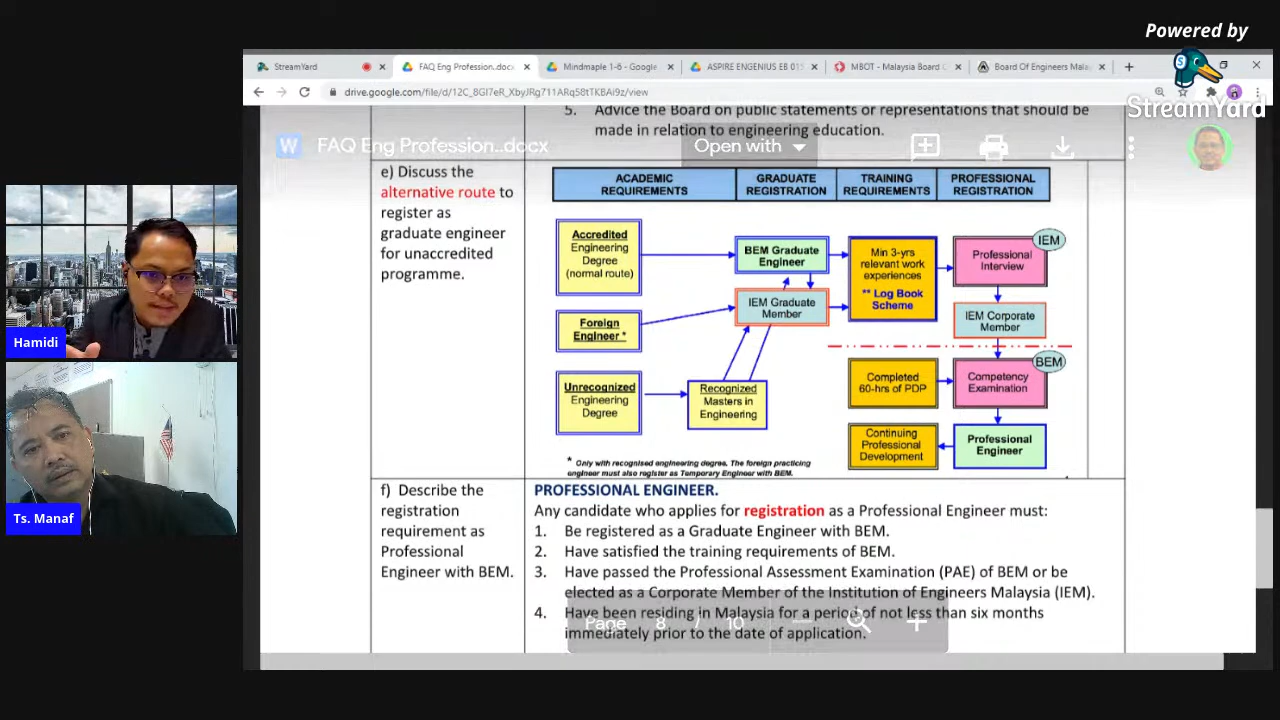 Powered by
StreamYard
StreamYard
FAQ Eng Profession..docx
Mindmaple 1-6 - Google
ASPIRE ENGENIUS EB 015
MBOT - Malaysia Board
Board Of Engineers Mala
drive.google.com/file/d/12C_8GI7eR_XbyJRg711ARq58tTKBAi9z/view
5. Advice the Board on public statements or representations that should be
made in relation to engineering education.
W
FAQ Eng Profession..docx
Open with
e) Discuss the
alternative route to
register as
graduate engineer
for unaccredited
programme.
ACADEMIC
REQUIREMENTS
GRADUATE
REGISTRATION
TRAINING
REQUIREMENTS
PROFESSIONAL
REGISTRATION
Accredited
Engineering
Degree
(normal route)
BEM Graduate
Engineer
Min 3-yrs
relevant work
experiences
** Log Book
Scheme
IEM
Professional
Interview
IEM Graduate
Member
Foreign
Engineer *
IEM Corporate
Member
BEM
Unrecognized
Engineering
Degree
Recognized
Masters in
Engineering
Completed
60-hrs of PDP
Competency
Examination
Continuing
Professional
Development
Professional
Engineer
* Only with recognised engineering degree. The foreign practicing
engineer must also register as Temporary Engineer with BEM.
f) Describe the
registration
requirement as
Professional
Engineer with BEM.
PROFESSIONAL ENGINEER.
Any candidate who applies for registration as a Professional Engineer must:
1. Be registered as a Graduate Engineer with BEM.
2. Have satisfied the training requirements of BEM.
3. Have passed the Professional Assessment Examination (PAE) of BEM or be
elected as a Corporate Member of the Institution of Engineers Malaysia (IEM).
4. Have been residing in Malaysia for a period of not less than six months
immediately prior to the date of application.
Page 8 / 10
Hamidi
Ts. Manaf